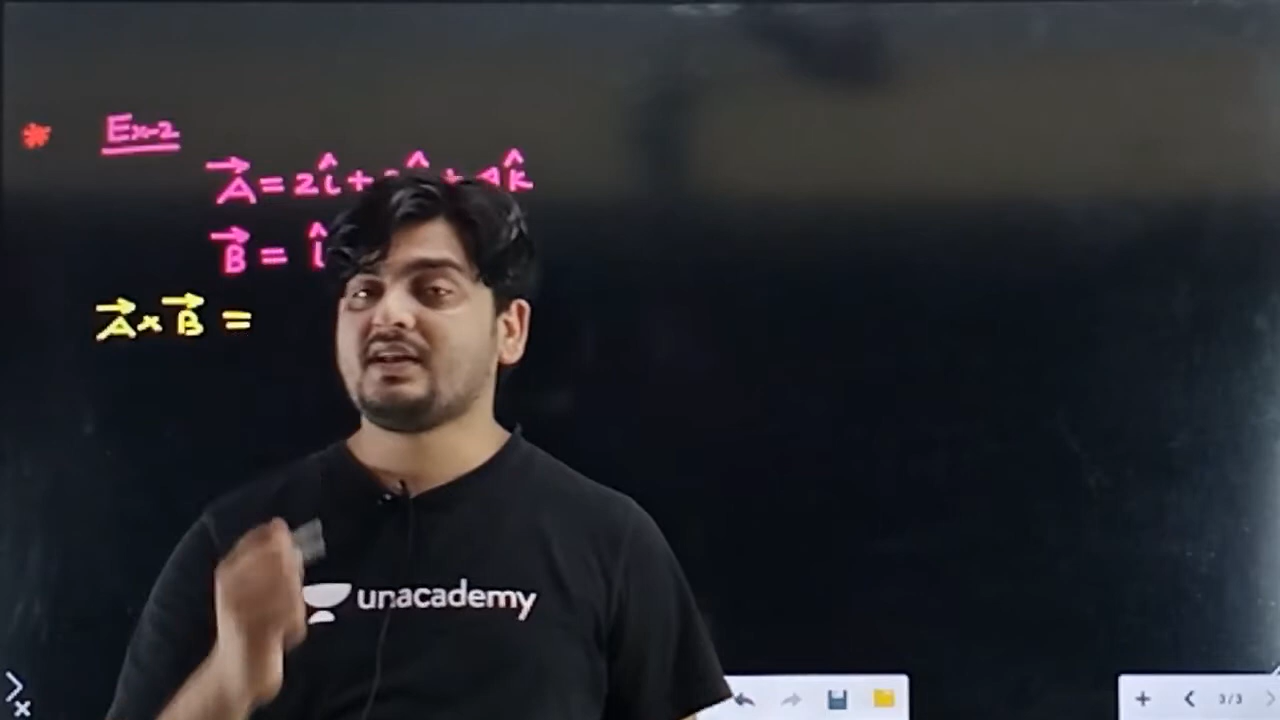 * Ex-2
A⃗ = 2î + ĵ + k̂
B⃗ = î
A⃗ × B⃗ =
unacademy
3/3